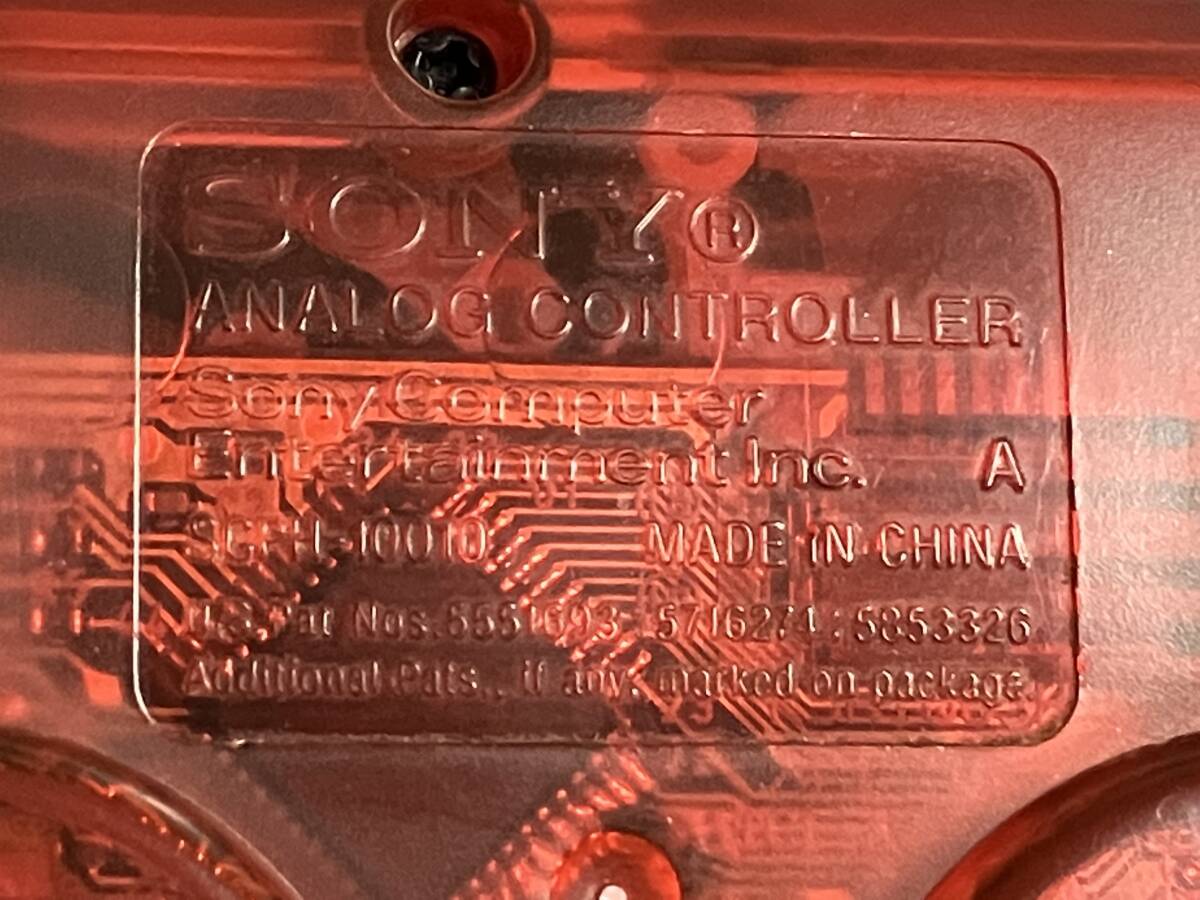 SONY®
ANALOG CONTROLLER
Sony Computer
Entertainment Inc. A
SCPH-10010 MADE IN CHINA
U.S. Pat Nos. 5551693; 5716274; 5853326
Additional Pats., if any, marked on package.